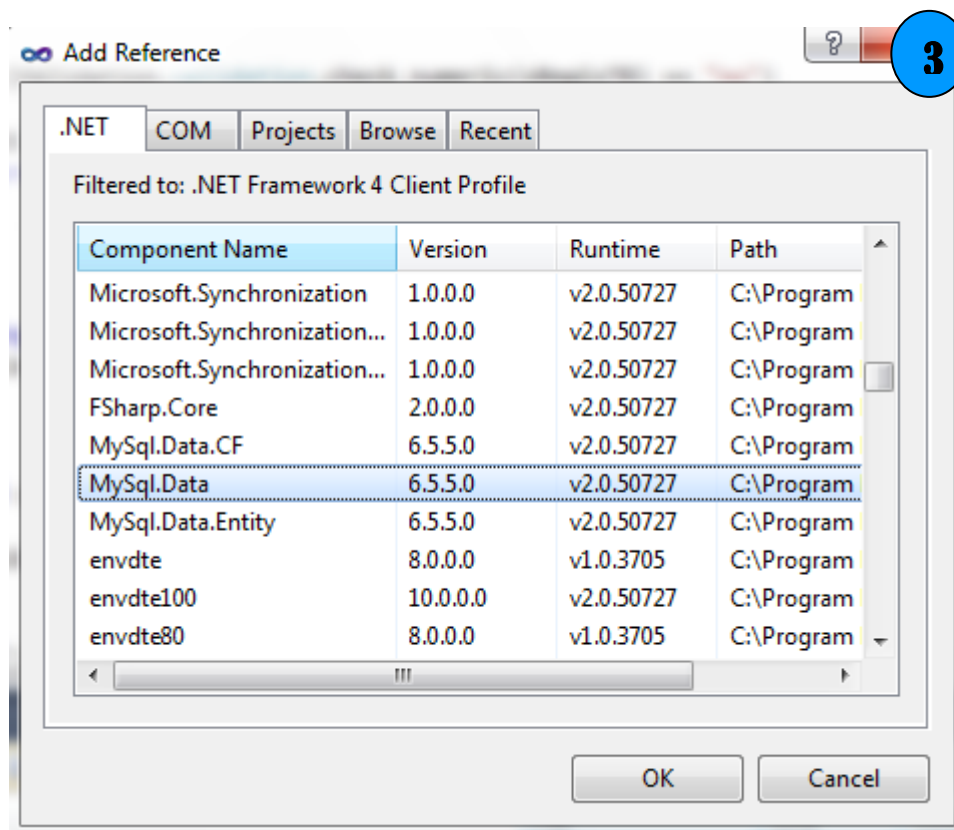 Add Reference
3
.NET COM Projects Browse Recent
Filtered to: .NET Framework 4 Client Profile
Component Name Version Runtime Path
Microsoft.Synchronization 1.0.0.0 v2.0.50727 C:\Program
Microsoft.Synchronization... 1.0.0.0 v2.0.50727 C:\Program
Microsoft.Synchronization... 1.0.0.0 v2.0.50727 C:\Program
FSharp.Core 2.0.0.0 v2.0.50727 C:\Program
MySql.Data.CF 6.5.5.0 v2.0.50727 C:\Program
MySql.Data 6.5.5.0 v2.0.50727 C:\Program
MySql.Data.Entity 6.5.5.0 v2.0.50727 C:\Program
envdte 8.0.0.0 v1.0.3705 C:\Program
envdte100 10.0.0.0 v2.0.50727 C:\Program
envdte80 8.0.0.0 v1.0.3705 C:\Program
OK Cancel